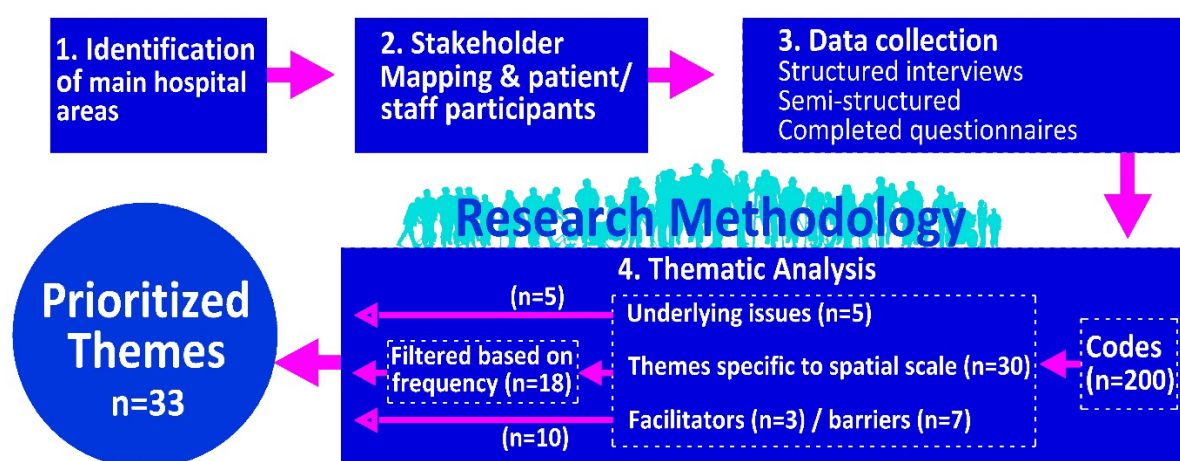 1. Identification
of main hospital
areas
2. Stakeholder
Mapping & patient/
staff participants
3. Data collection
Structured interviews
Semi-structured
Completed questionnaires
Research Methodology
4. Thematic Analysis
Codes
(n=200)
Underlying issues (n=5)
Themes specific to spatial scale (n=30)
Facilitators (n=3) / barriers (n=7)
(n=5)
Filtered based on
frequency (n=18)
(n=10)
Prioritized
Themes
n=33